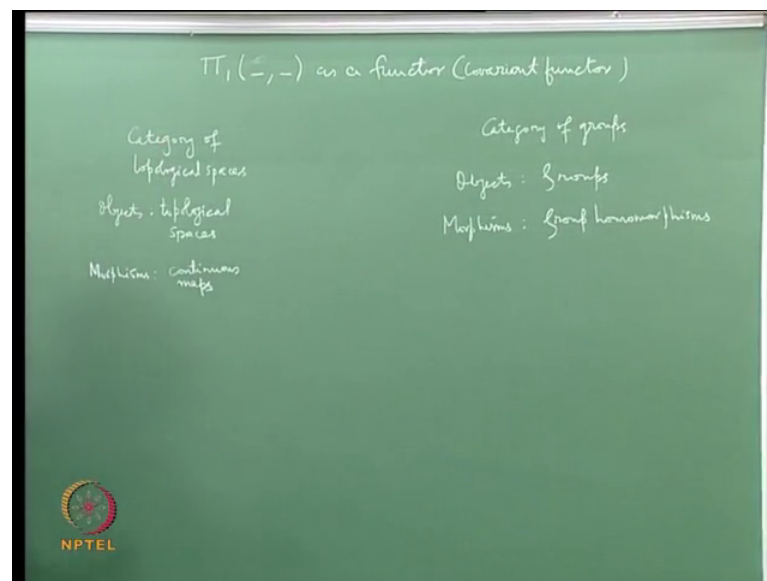 Π₁(–, –) as a functor (Covariant functor)
Category of
topological spaces
Objects : topological
spaces
Morphisms : continuous
maps
Category of groups
Objects : Groups
Morphisms : Group homomorphisms
NPTEL